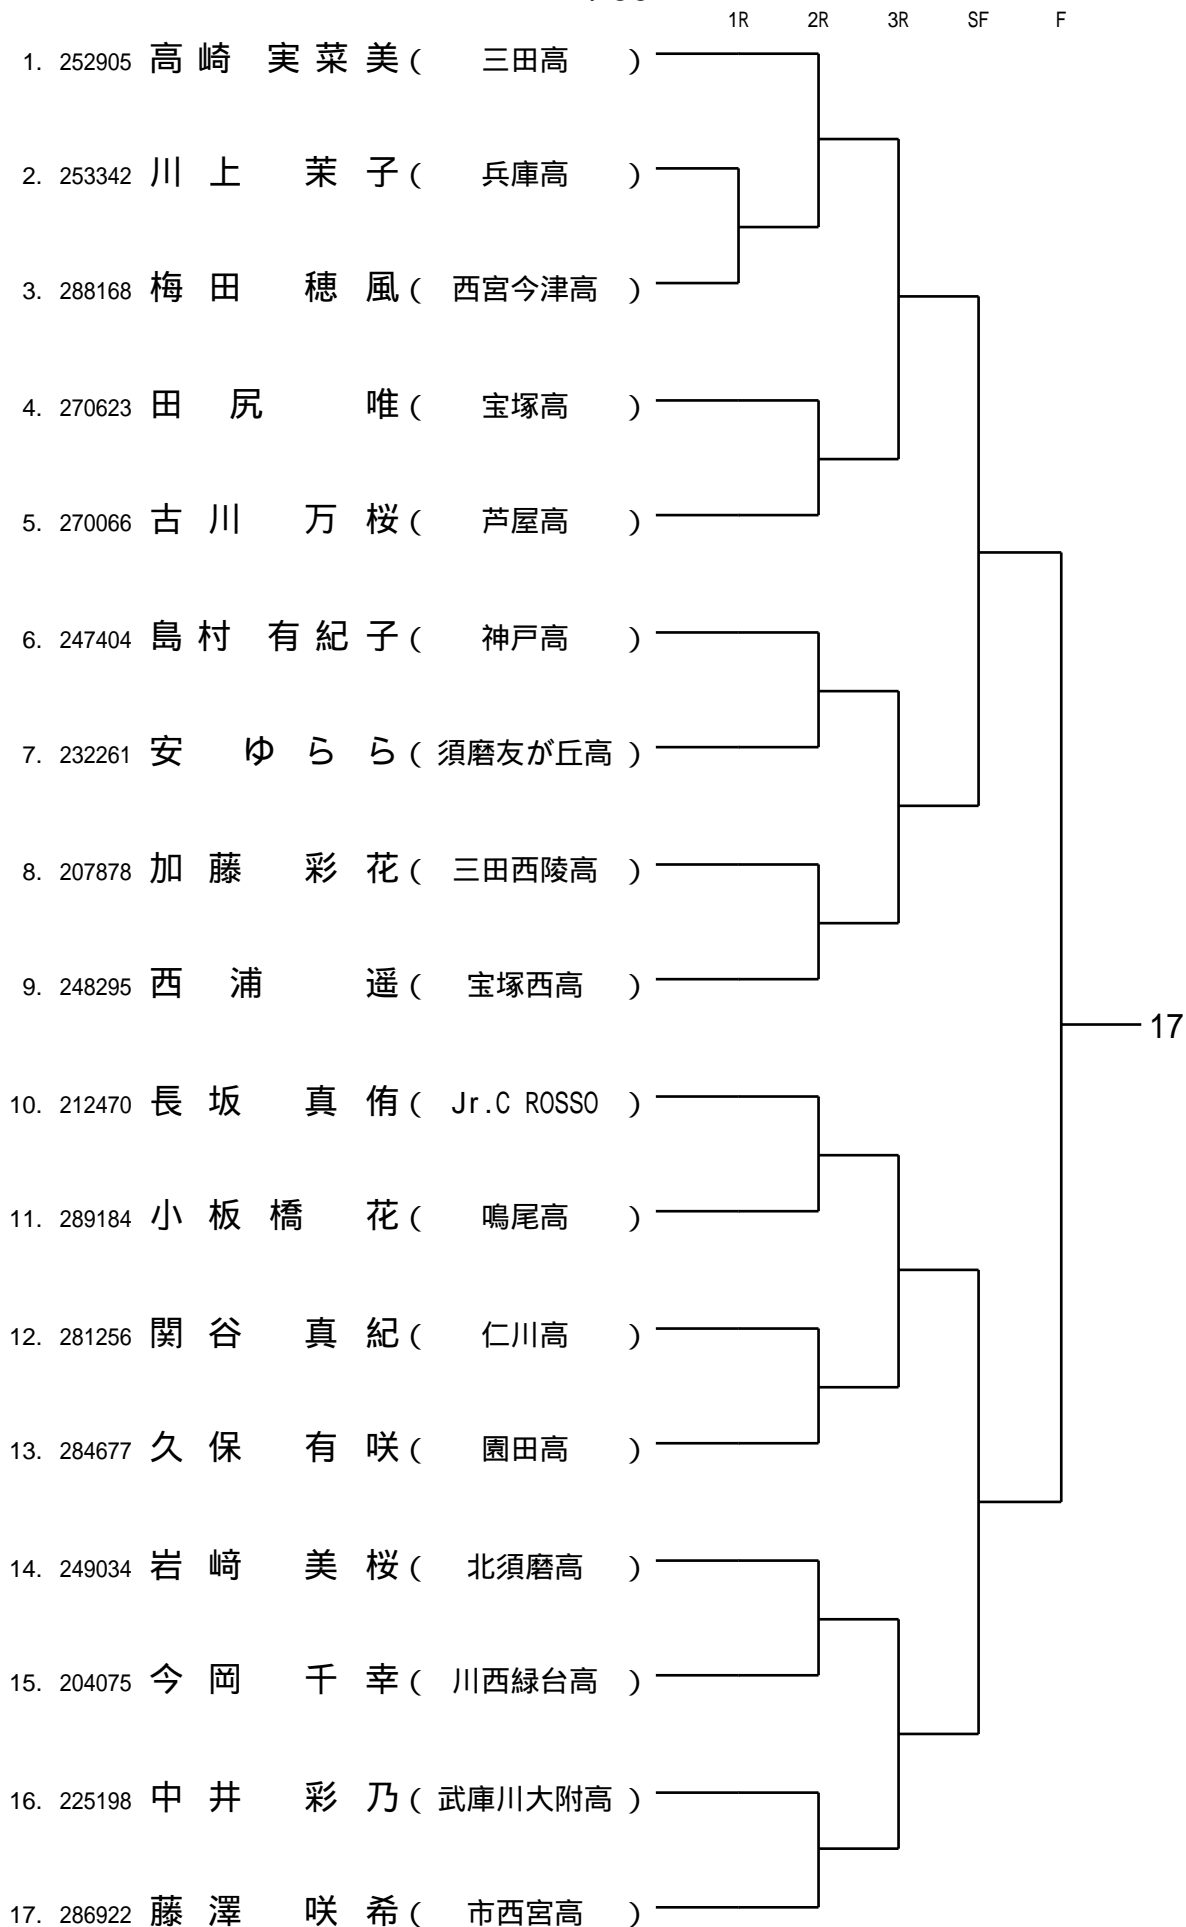 1R 2R 3R SF F
1. 252905 高崎 実菜美 ( 三田高 )
2. 253342 川上 茉子 ( 兵庫高 )
3. 288168 梅田 穂風 ( 西宮今津高 )
4. 270623 田尻 唯 ( 宝塚高 )
5. 270066 古川 万桜 ( 芦屋高 )
6. 247404 島村 有紀子 ( 神戸高 )
7. 232261 安 ゆらら ( 須磨友が丘高 )
8. 207878 加藤 彩花 ( 三田西陵高 )
9. 248295 西浦 遥 ( 宝塚西高 )
17
10. 212470 長坂 真侑 ( Jr.C ROSSO )
11. 289184 小板橋 花 ( 鳴尾高 )
12. 281256 関谷 真紀 ( 仁川高 )
13. 284677 久保 有咲 ( 園田高 )
14. 249034 岩﨑 美桜 ( 北須磨高 )
15. 204075 今岡 千幸 ( 川西緑台高 )
16. 225198 中井 彩乃 ( 武庫川大附高 )
17. 286922 藤澤 咲希 ( 市西宮高 )